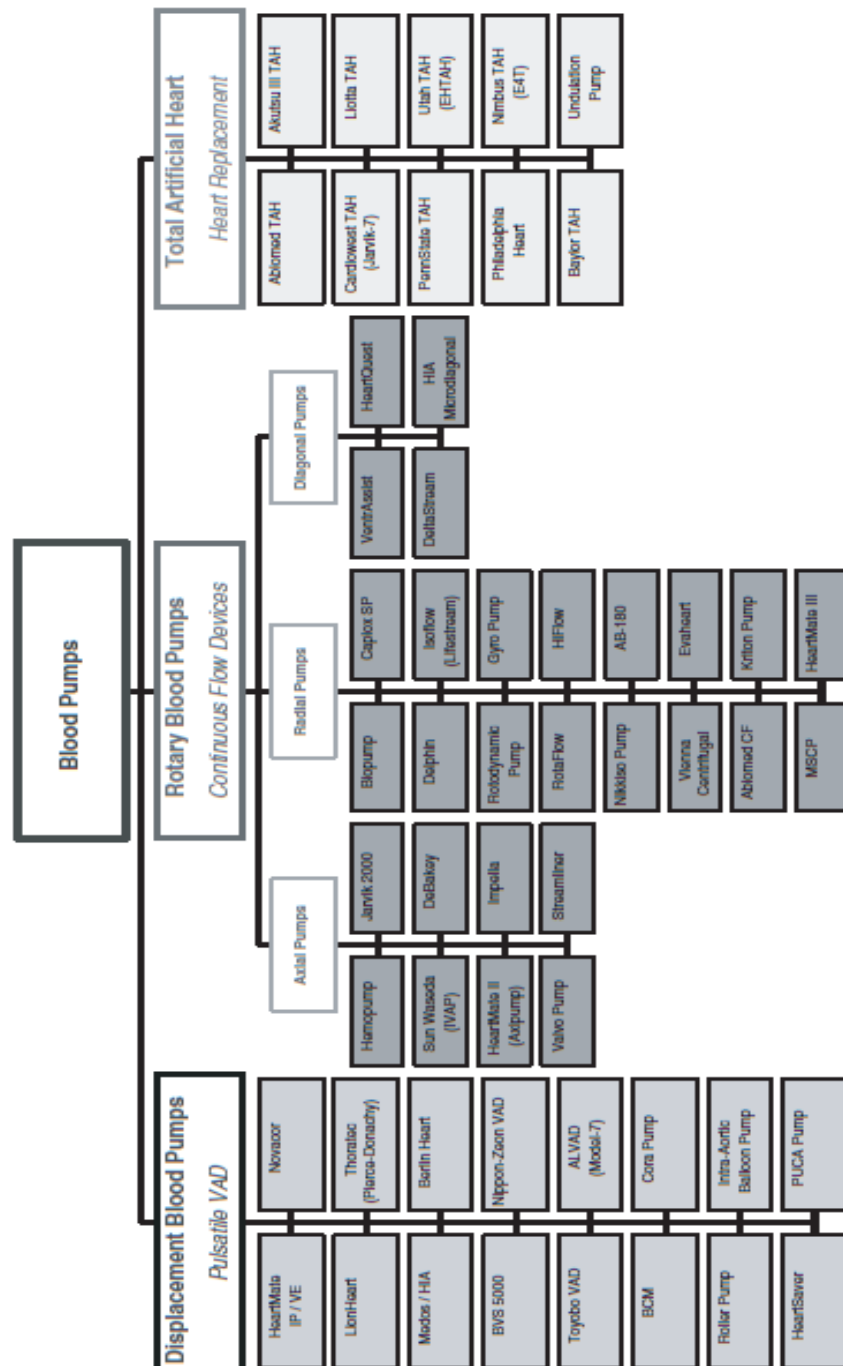 Blood Pumps
Displacement Blood Pumps
Pulsatile VAD
HeartMate
IP / VE
Novacor
LionHeart
Thoratec
(Pierce-Donachy)
Medos / HIA
Berlin Heart
BVS 5000
Nippon-Zeon VAD
Toyobo VAD
ALVAD
(Model-7)
BCM
Cora Pump
Roller Pump
Intra-Aortic
Balloon Pump
HeartSaver
PUCA Pump
Rotary Blood Pumps
Continuous Flow Devices
Axial Pumps
Hemopump
Jarvik 2000
Sun Waseda
(IVAP)
DeBakey
HeartMate II
(Axipump)
Impella
Valvo Pump
Streamliner
Radial Pumps
Biopump
Capiox SP
Delphin
Isoflow
(Lifestream)
Rotodynamic
Pump
Gyro Pump
RotaFlow
HiFlow
Nikkiso Pump
AB-180
Vienna
Centrifugal
Evaheart
Abiomed CF
Kriton Pump
MSCP
HeartMate III
Diagonal Pumps
VentrAssist
HeartQuest
DeltaStream
HIA
Microdiagonal
Total Artificial Heart
Heart Replacement
Abiomed TAH
Akutsu III TAH
Cardiowest TAH
(Jarvik-7)
Liotta TAH
PennState TAH
Utah TAH
(EHTAH)
Philadelphia
Heart
Nimbus TAH
(E4T)
Baylor TAH
Undulation
Pump